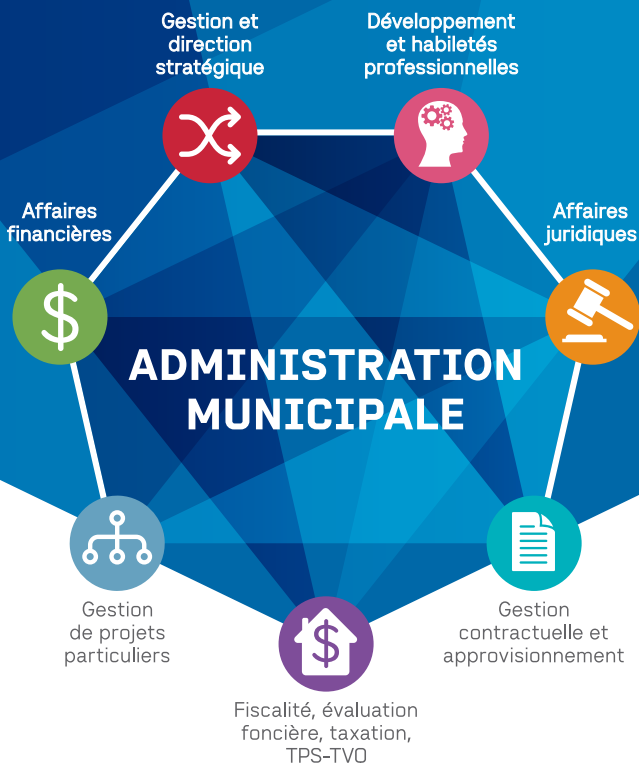 Gestion et
direction
stratégique
Développement
et habiletés
professionnelles
Affaires
financières
Affaires
juridiques
$
ADMINISTRATION
MUNICIPALE
Gestion
de projets
particuliers
Gestion
contractuelle et
approvisionnement
$
Fiscalité, évaluation
foncière, taxation,
TPS-TVO